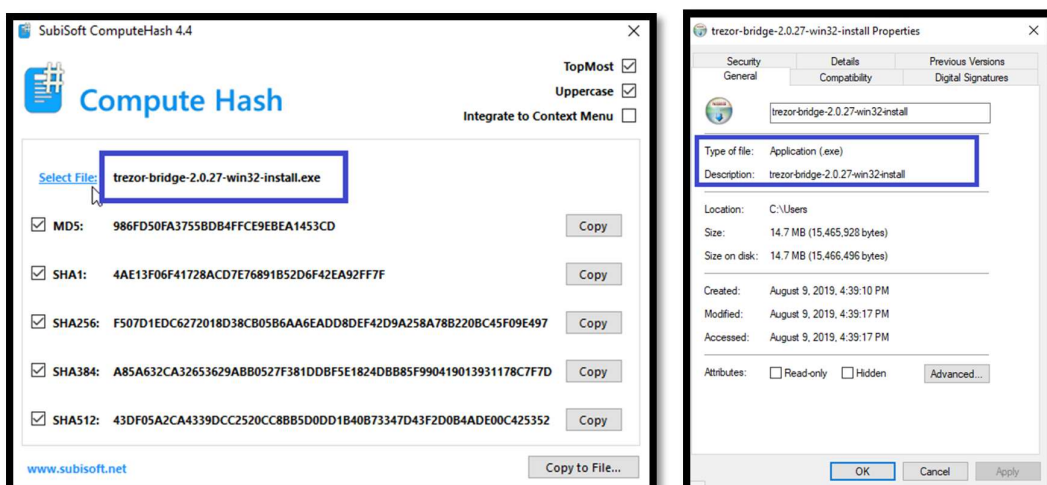 SubiSoft ComputeHash 4.4
TopMost
Uppercase
Integrate to Context Menu
Compute Hash
Select File: trezor-bridge-2.0.27-win32-install.exe
MD5: 986FD50FA3755BDB4FFCE9EBEA1453CD Copy
SHA1: 4AE13F06F41728ACD7E76891B52D6F42EA92FF7F Copy
SHA256: F507D1EDC6272018D38CB05B6AA6EADD8DEF42D9A258A78B220BC45F09E497 Copy
SHA384: A85A632CA32653629ABB0527F381DDBF5E1824DBB85F990419013931178C7F7D Copy
SHA512: 43DF05A2CA4339DCC2520CC8BB5D0DD1B40B73347D43F2D0B4ADE00C425352 Copy
www.subisoft.net
Copy to File...
trezor-bridge-2.0.27-win32-install Properties
Security Details Previous Versions
General Compatibility Digital Signatures
trezor-bridge-2.0.27-win32-install
Type of file: Application (.exe)
Description: trezor-bridge-2.0.27-win32-install
Location: C:\Users
Size: 14.7 MB (15,465,928 bytes)
Size on disk: 14.7 MB (15,466,496 bytes)
Created: August 9, 2019, 4:39:10 PM
Modified: August 9, 2019, 4:39:17 PM
Accessed: August 9, 2019, 4:39:17 PM
Attributes: Read-only Hidden Advanced...
OK Cancel Apply